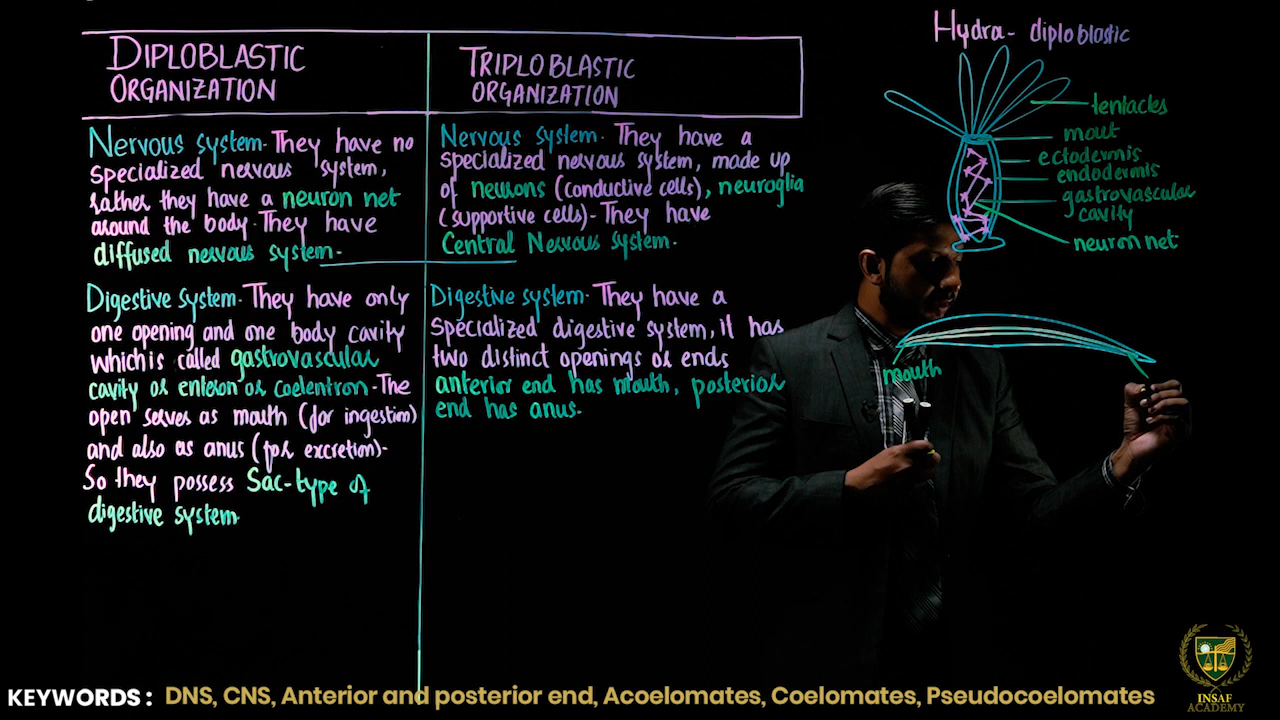 DIPLOBLASTIC
ORGANIZATION
Nervous system- They have no
specialized nervous system,
rather they have a neuron net
around the body. They have
diffused nervous system-
Digestive system- They have only
one opening and one body cavity
which is called gastrovascular
cavity or enteron or coelentron. The
open serves as mouth (for ingestion)
and also as anus (for excretion)-
So they possess Sac-type of
digestive system
TRIPLOBLASTIC
ORGANIZATION
Nervous system- They have a
specialized nervous system, made up
of neurons (conductive cells), neuroglia
(supportive cells)- They have
Central Nervous system-
Digestive system- They have a
specialized digestive system, it has
two distinct openings or ends
anterior end has mouth, posterior
end has anus-
Hydra- diploblastic
tentacles
mout
ectodermis
endodermis
gastrovascular
cavity
neuron net
mouth
KEYWORDS : DNS, CNS, Anterior and posterior end, Acoelomates, Coelomates, Pseudocoelomates
INSAF
ACADEMY